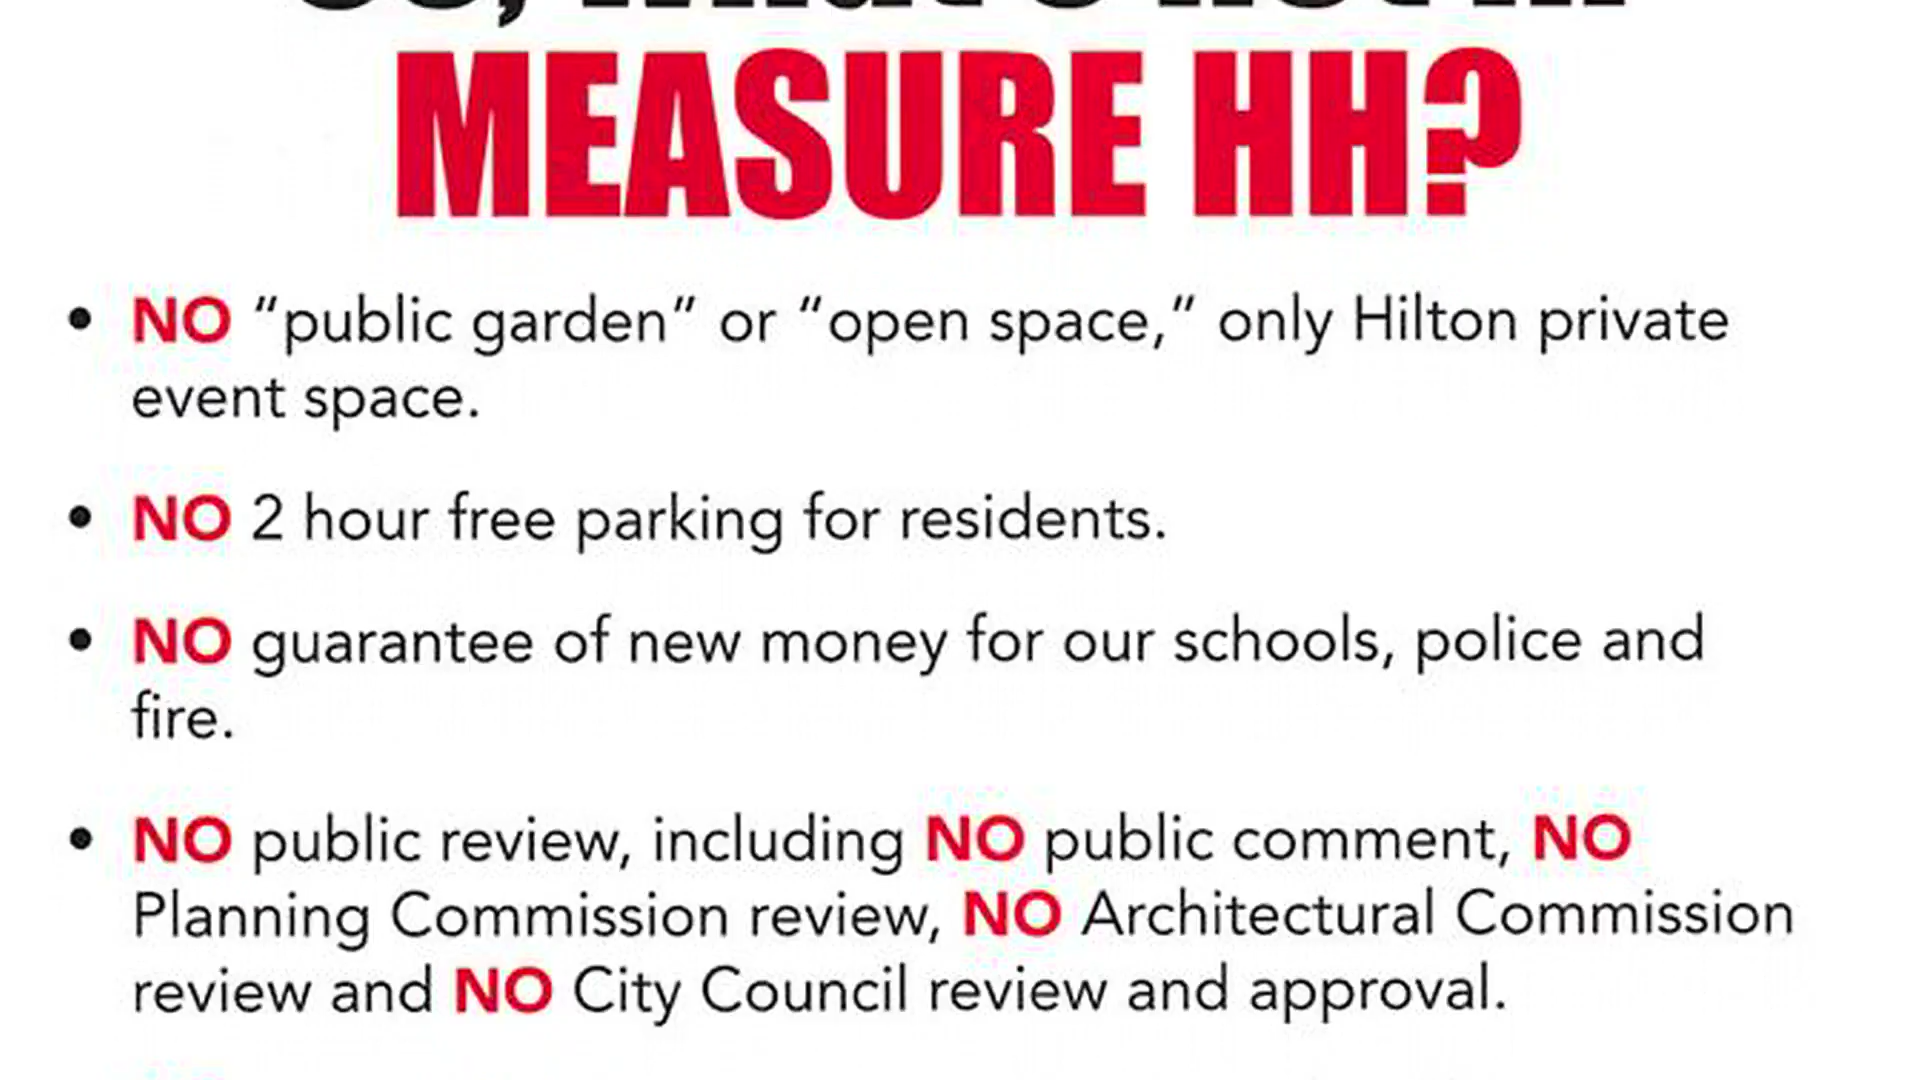 MEASURE HH?
• NO “public garden” or “open space,” only Hilton private
event space.
• NO 2 hour free parking for residents.
• NO guarantee of new money for our schools, police and
fire.
• NO public review, including NO public comment, NO
Planning Commission review, NO Architectural Commission
review and NO City Council review and approval.